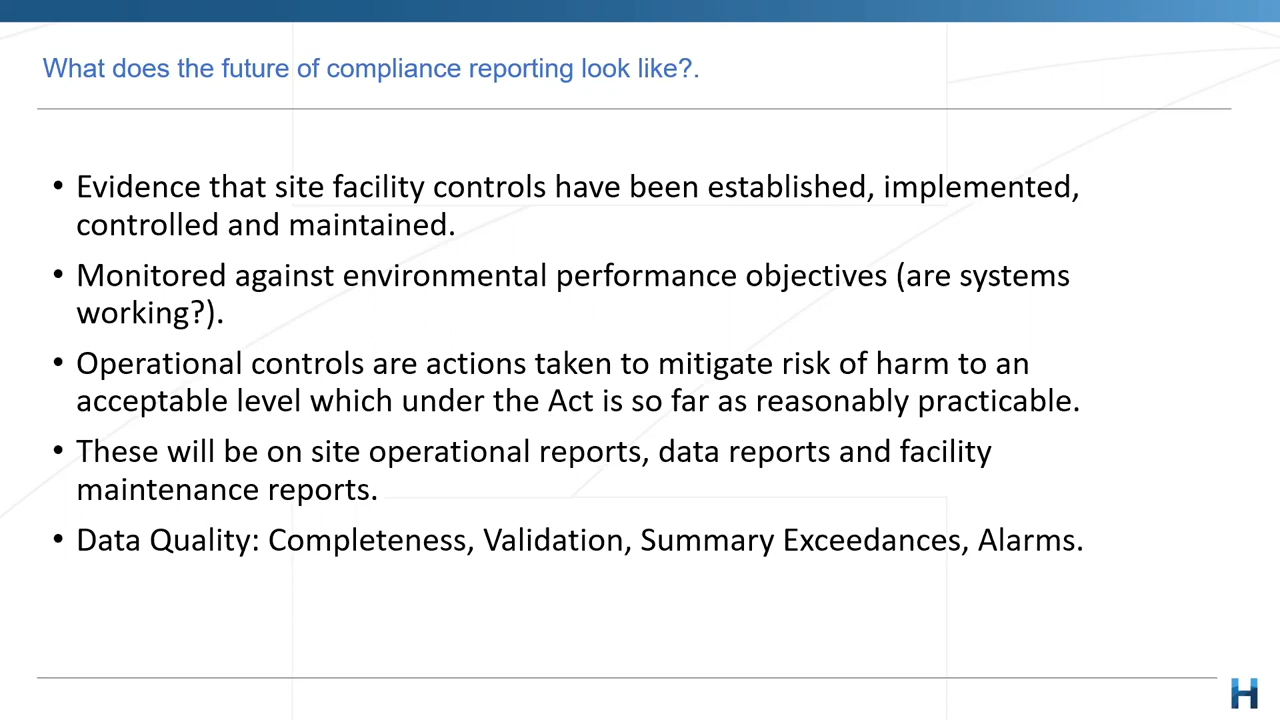 What does the future of compliance reporting look like?.
• Evidence that site facility controls have been established, implemented,
controlled and maintained.
• Monitored against environmental performance objectives (are systems
working?).
• Operational controls are actions taken to mitigate risk of harm to an
acceptable level which under the Act is so far as reasonably practicable.
• These will be on site operational reports, data reports and facility
maintenance reports.
• Data Quality: Completeness, Validation, Summary Exceedances, Alarms.
H